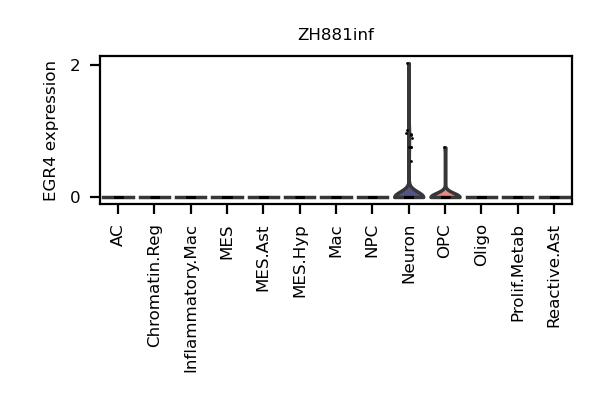 ZH881inf
EGR4 expression
2
0
AC
Chromatin.Reg
Inflammatory.Mac
MES
MES.Ast
MES.Hyp
Mac
NPC
Neuron
OPC
Oligo
Prolif.Metab
Reactive.Ast